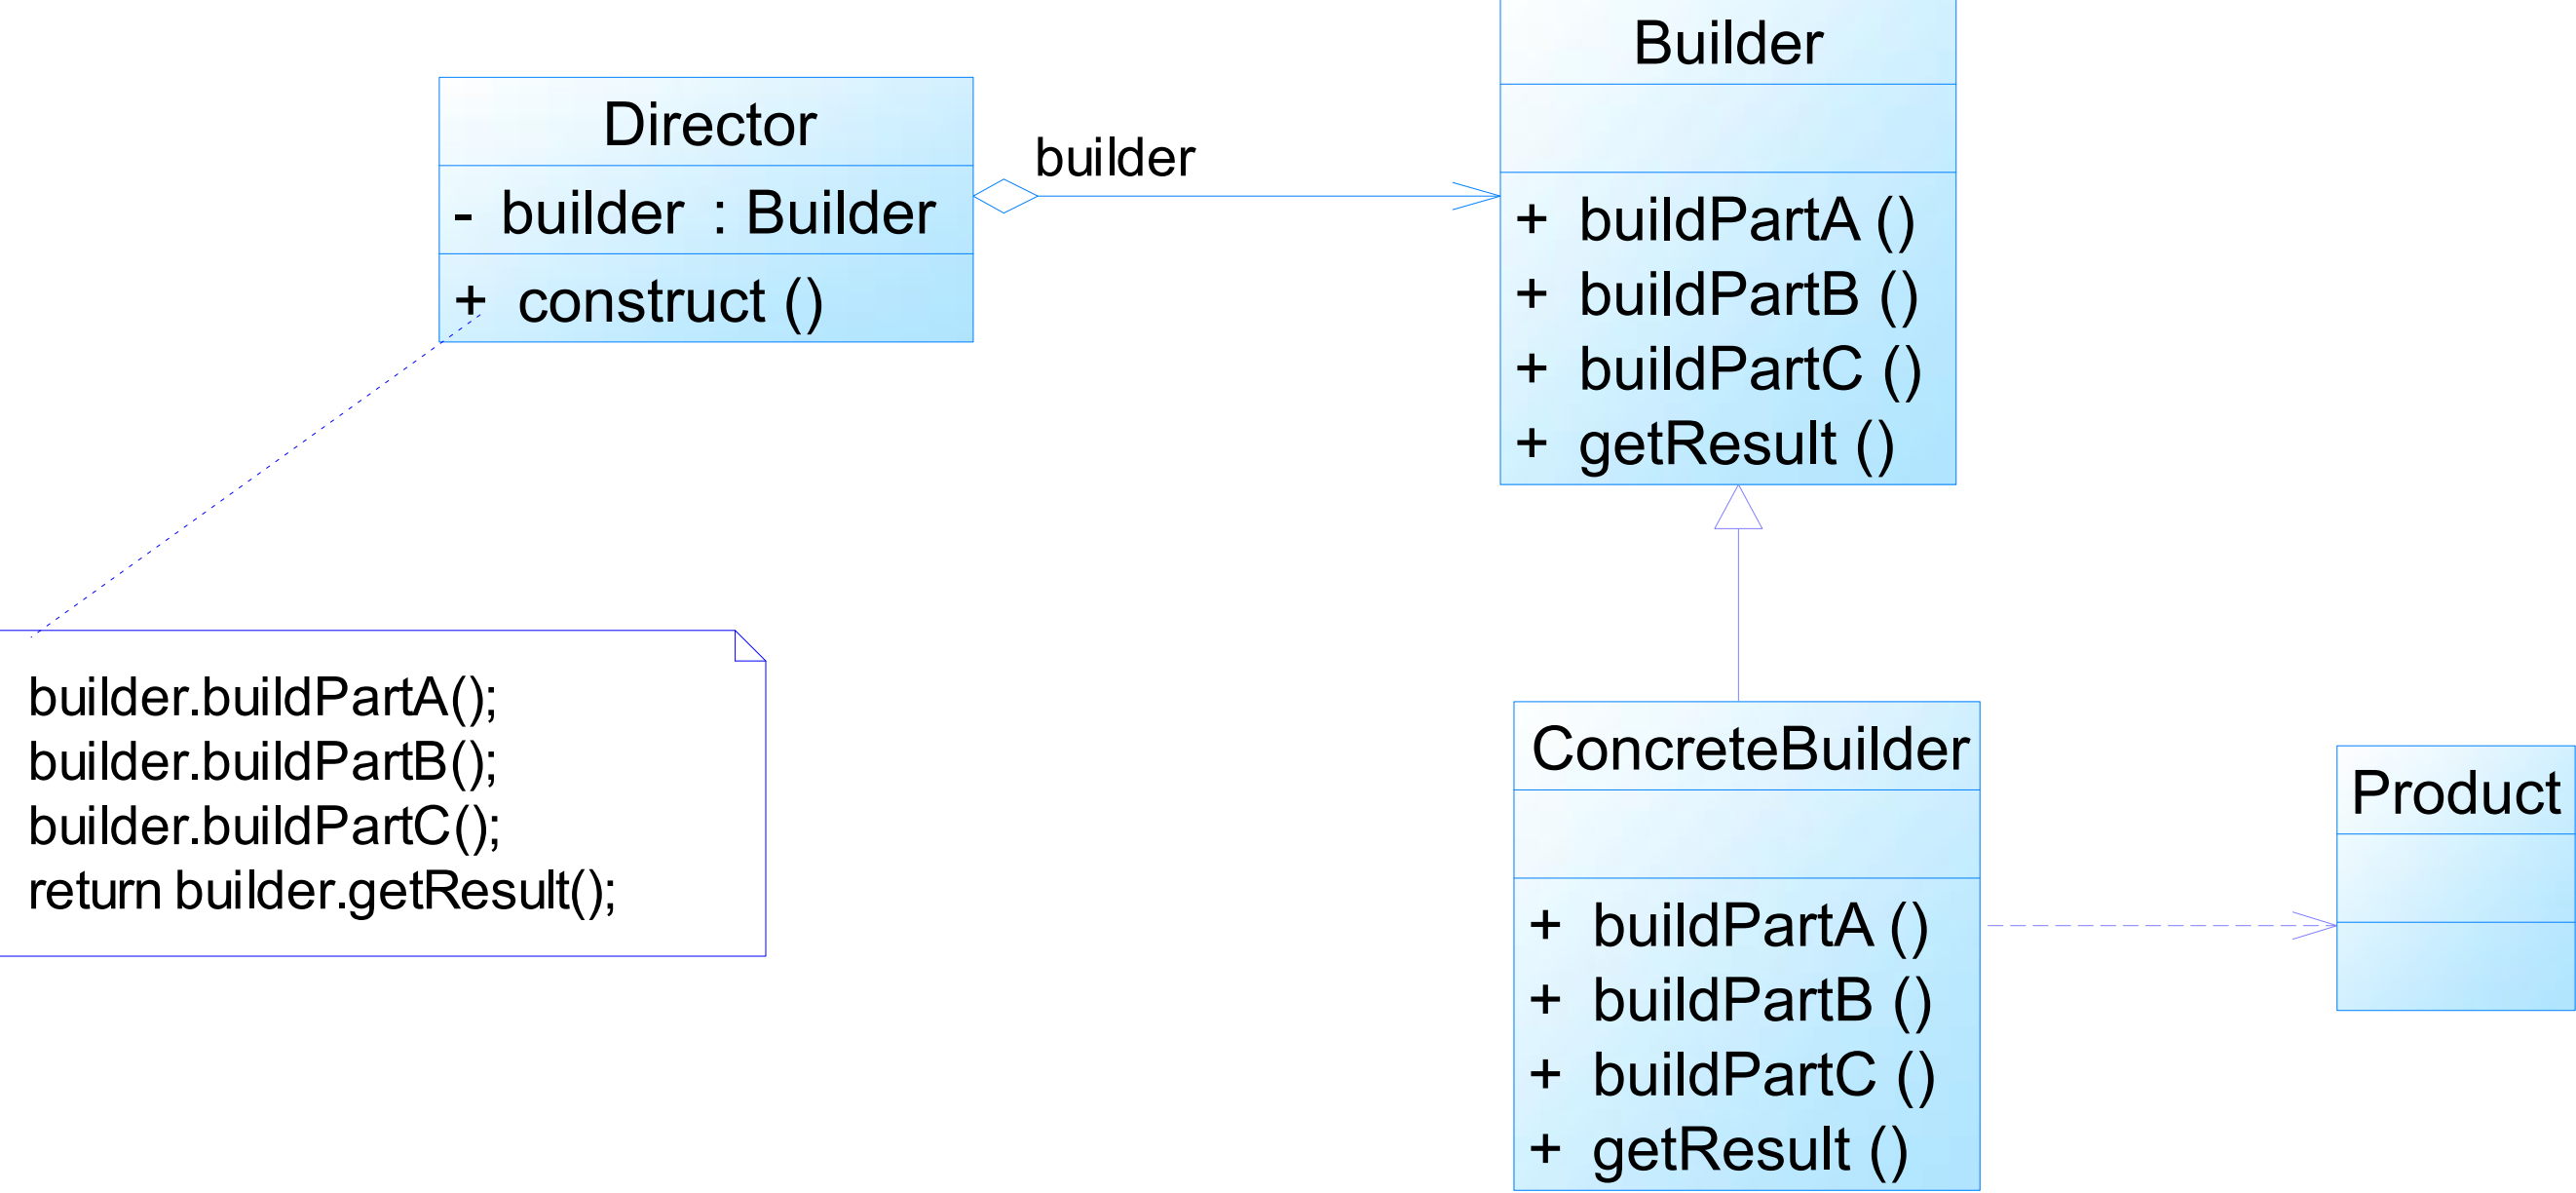 Director
- builder : Builder
+ construct ()
builder
Builder
+ buildPartA ()
+ buildPartB ()
+ buildPartC ()
+ getResult ()
builder.buildPartA();
builder.buildPartB();
builder.buildPartC();
return builder.getResult();
ConcreteBuilder
+ buildPartA ()
+ buildPartB ()
+ buildPartC ()
+ getResult ()
Product